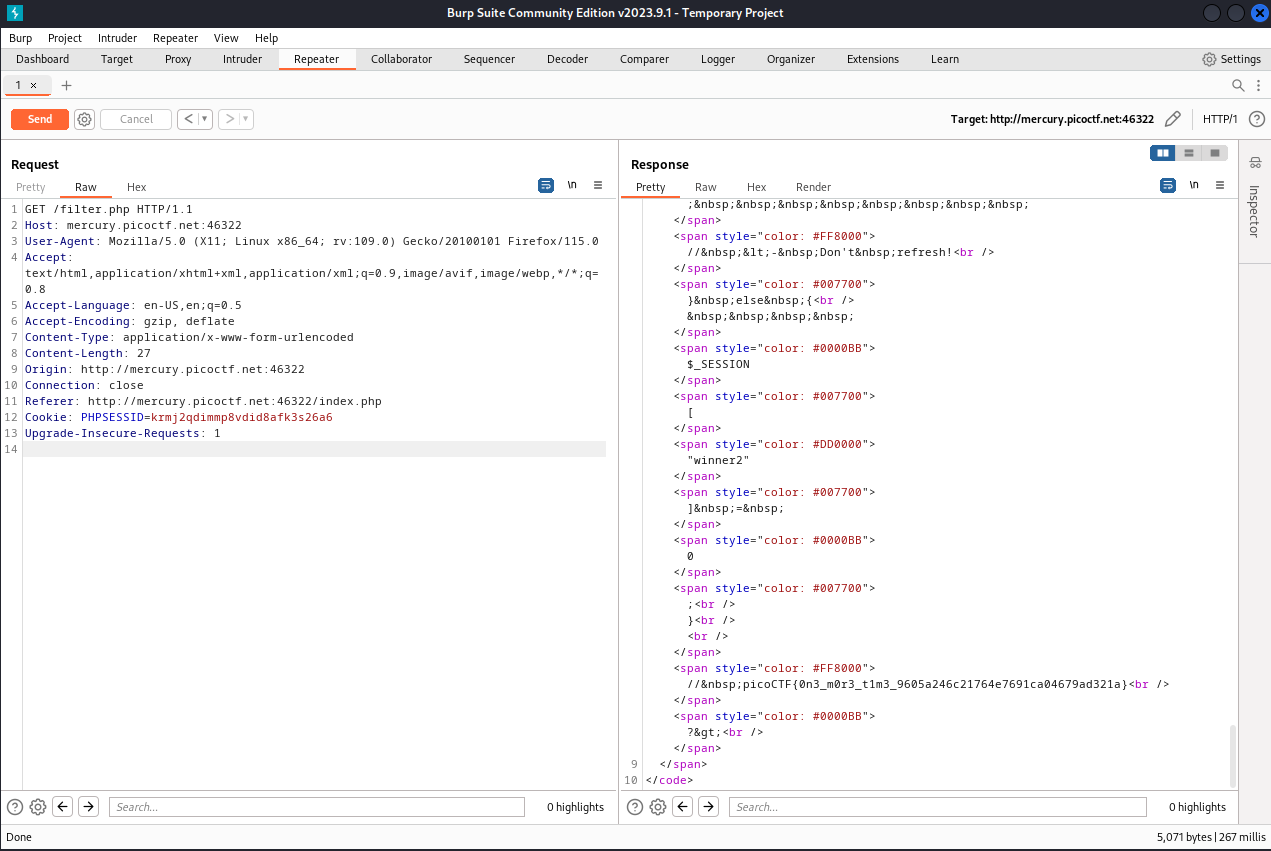 Burp Suite Community Edition v2023.9.1 - Temporary Project
Burp Project Intruder Repeater View Help
Dashboard Target Proxy Intruder Repeater Collaborator Sequencer Decoder Comparer Logger Organizer Extensions Learn Settings
1 × +
Send Cancel < > Target: http://mercury.picoctf.net:46322 HTTP/1 ?
Request
Pretty Raw Hex \n
1 GET /filter.php HTTP/1.1
2 Host: mercury.picoctf.net:46322
3 User-Agent: Mozilla/5.0 (X11; Linux x86_64; rv:109.0) Gecko/20100101 Firefox/115.0
4 Accept:
text/html,application/xhtml+xml,application/xml;q=0.9,image/avif,image/webp,*/*;q=
0.8
5 Accept-Language: en-US,en;q=0.5
6 Accept-Encoding: gzip, deflate
7 Content-Type: application/x-www-form-urlencoded
8 Content-Length: 27
9 Origin: http://mercury.picoctf.net:46322
10 Connection: close
11 Referer: http://mercury.picoctf.net:46322/index.php
12 Cookie: PHPSESSID=krmj2qdimmp8vdid8afk3s26a6
13 Upgrade-Insecure-Requests: 1
14
? Search... 0 highlights
Response
Pretty Raw Hex Render \n
;&nbsp;&nbsp;&nbsp;&nbsp;&nbsp;&nbsp;&nbsp;&nbsp;
</span>
<span style="color: #FF8000">
//&nbsp;&lt;-&nbsp;Don't&nbsp;refresh!<br />
</span>
<span style="color: #007700">
}&nbsp;else&nbsp;{<br />
&nbsp;&nbsp;&nbsp;&nbsp;
</span>
<span style="color: #0000BB">
$_SESSION
</span>
<span style="color: #007700">
[
</span>
<span style="color: #DD0000">
"winner2"
</span>
<span style="color: #007700">
]&nbsp;=&nbsp;
</span>
<span style="color: #0000BB">
0
</span>
<span style="color: #007700">
;<br />
}<br />
<br />
</span>
<span style="color: #FF8000">
//&nbsp;picoCTF{0n3_m0r3_t1m3_9605a246c21764e7691ca04679ad321a}<br />
</span>
<span style="color: #0000BB">
?&gt;<br />
</span>
9 </span>
10 </code>
? Search... 0 highlights
Inspector
Done 5,071 bytes | 267 millis